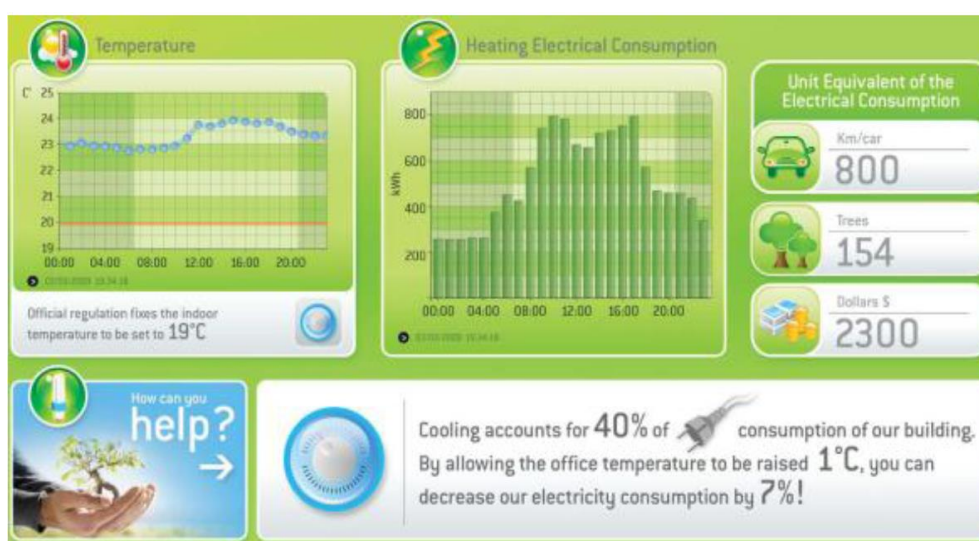 Temperature
C° 25
24
23
22
21
20
19
00:00 04:00 08:00 12:00 16:00 20:00
Official regulation fixes the indoor
temperature to be set to 19°C
Heating Electrical Consumption
800
600
400
200
kWh
00:00 04:00 08:00 12:00 16:00 20:00
Unit Equivalent of the
Electrical Consumption
Km/car
800
Trees
154
Dollars $
2300
How can you
help?
Cooling accounts for 40% of consumption of our building.
By allowing the office temperature to be raised 1°C, you can
decrease our electricity consumption by 7%!